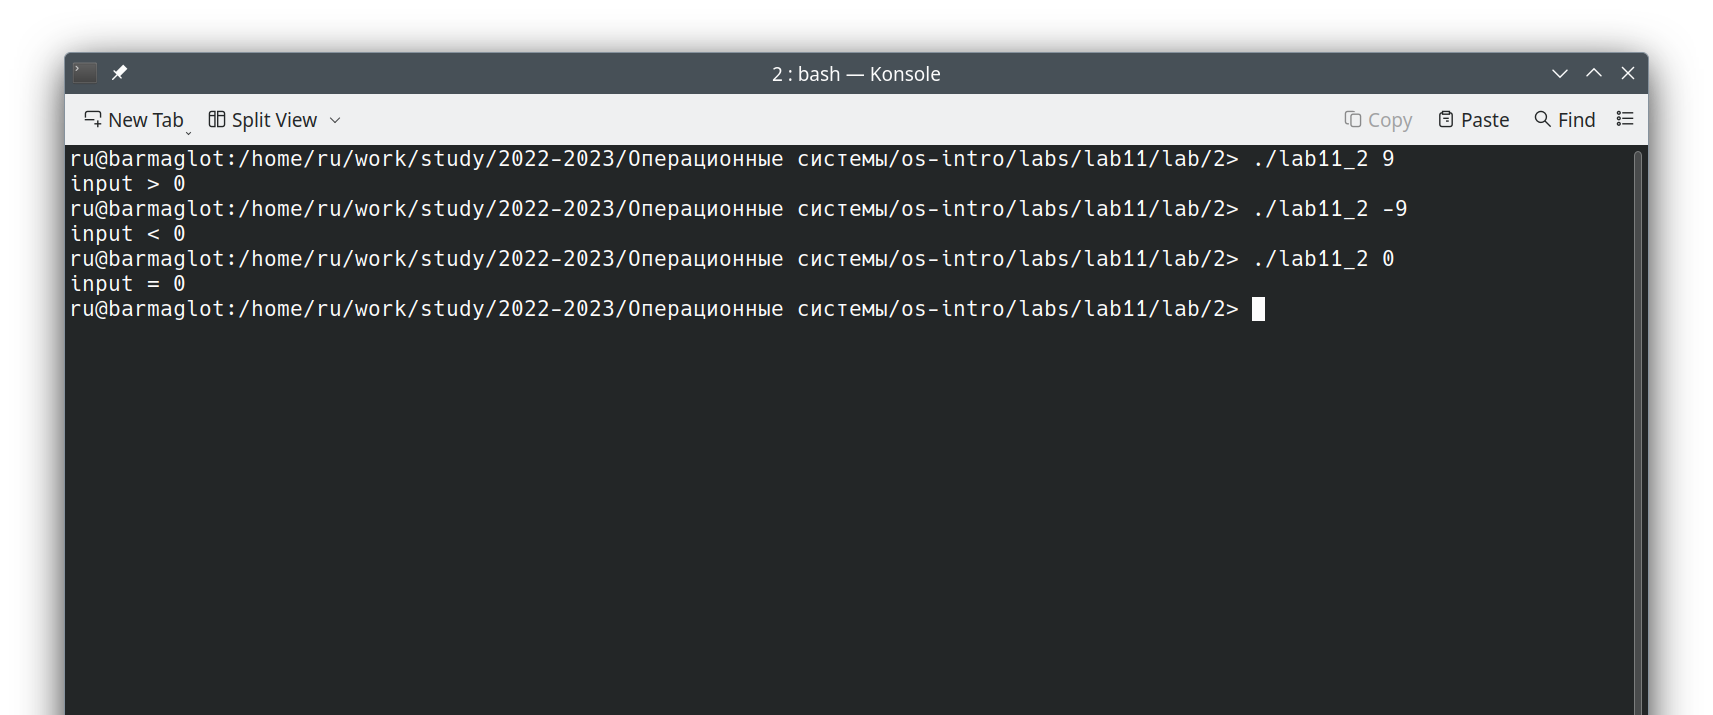 2 : bash — Konsole
New Tab Split View Copy Paste Find
ru@barmaglot:/home/ru/work/study/2022-2023/Операционные системы/os-intro/labs/lab11/lab/2> ./lab11_2 9
input > 0
ru@barmaglot:/home/ru/work/study/2022-2023/Операционные системы/os-intro/labs/lab11/lab/2> ./lab11_2 -9
input < 0
ru@barmaglot:/home/ru/work/study/2022-2023/Операционные системы/os-intro/labs/lab11/lab/2> ./lab11_2 0
input = 0
ru@barmaglot:/home/ru/work/study/2022-2023/Операционные системы/os-intro/labs/lab11/lab/2>